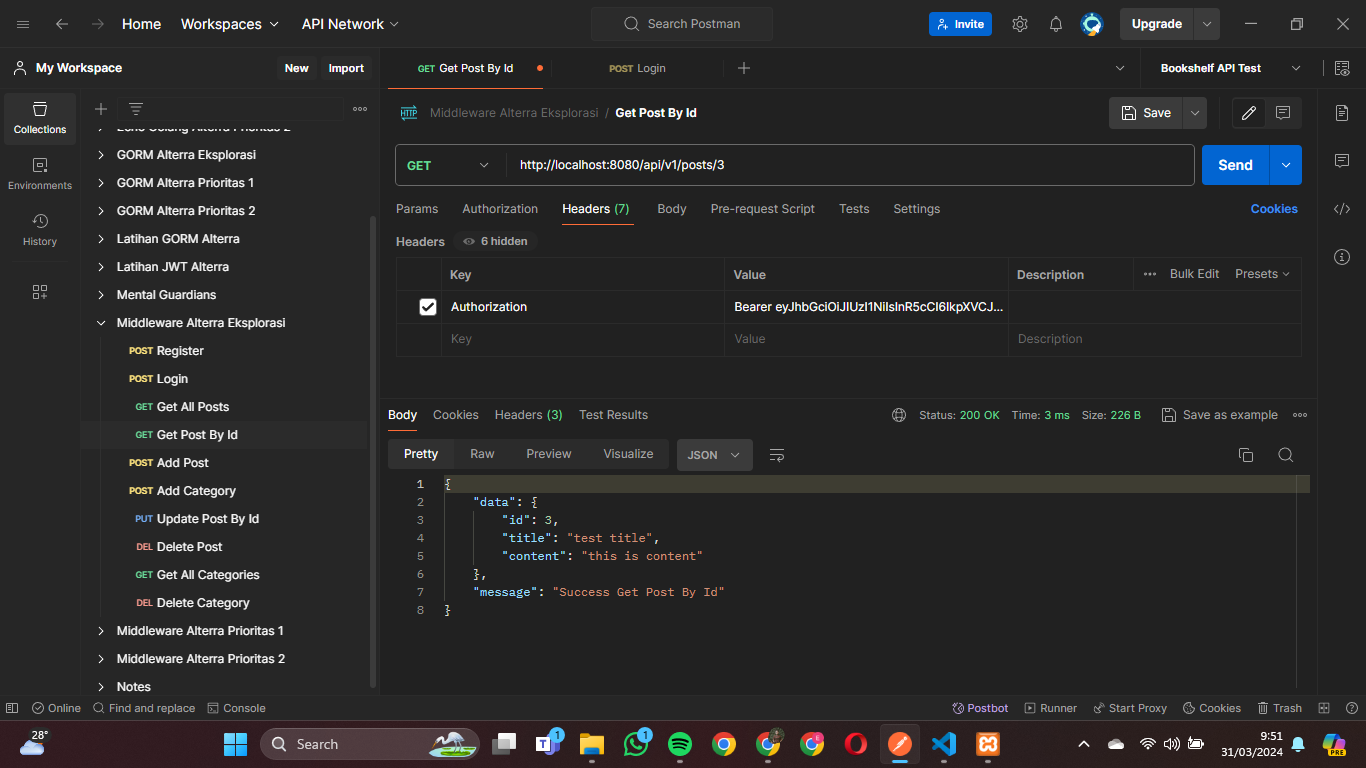 Home Workspaces API Network Search Postman Invite Upgrade
My Workspace New Import GET Get Post By Id POST Login Bookshelf API Test
Collections
Environments
History
GORM Alterra Eksplorasi
GORM Alterra Prioritas 1
GORM Alterra Prioritas 2
Latihan GORM Alterra
Latihan JWT Alterra
Mental Guardians
Middleware Alterra Eksplorasi
POST Register
POST Login
GET Get All Posts
GET Get Post By Id
POST Add Post
POST Add Category
PUT Update Post By Id
DEL Delete Post
GET Get All Categories
DEL Delete Category
Middleware Alterra Prioritas 1
Middleware Alterra Prioritas 2
Notes
HTTP Middleware Alterra Eksplorasi / Get Post By Id Save
GET http://localhost:8080/api/v1/posts/3 Send
Params Authorization Headers (7) Body Pre-request Script Tests Settings Cookies
Headers 6 hidden
Key Value Description Bulk Edit Presets
Authorization Bearer eyJhbGciOiJIUzI1NiIsInR5cCI6IkpXVCJ...
Key Value Description
Body Cookies Headers (3) Test Results Status: 200 OK Time: 3 ms Size: 226 B Save as example
Pretty Raw Preview Visualize JSON
1 {
2 "data": {
3 "id": 3,
4 "title": "test title",
5 "content": "this is content"
6 },
7 "message": "Success Get Post By Id"
8 }
Online Find and replace Console Postbot Runner Start Proxy Cookies Trash
28° Search 1 1 PRE 9:51
31/03/2024